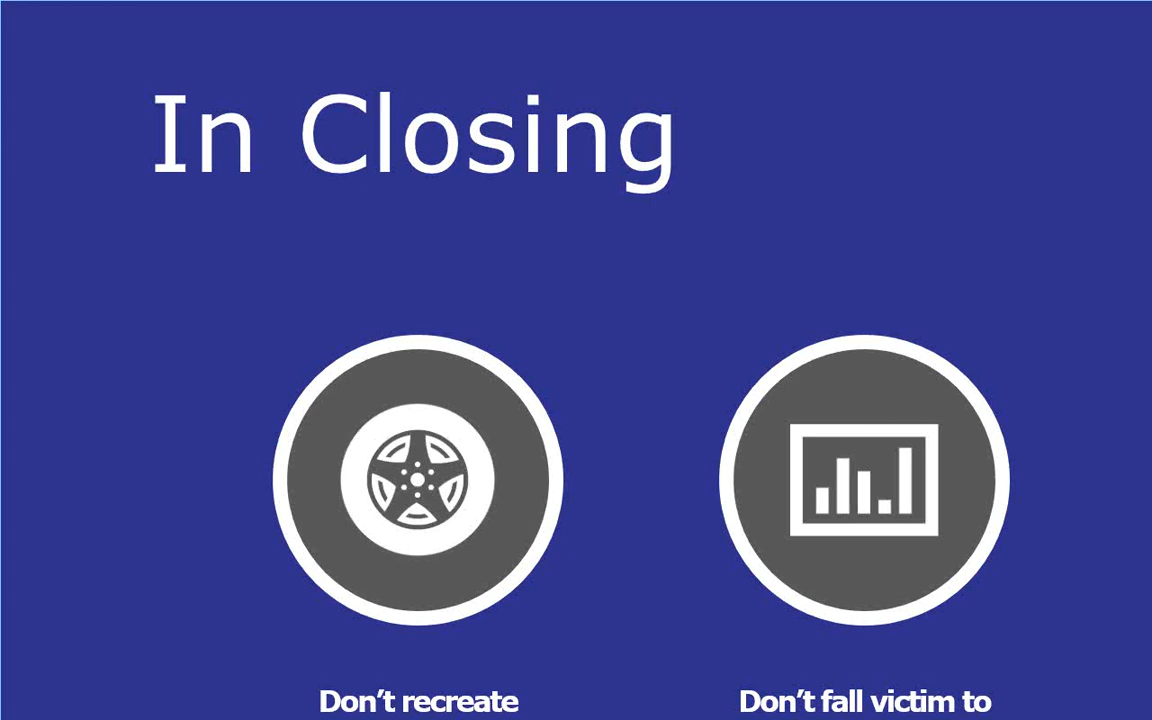 In Closing
Don’t recreate
Don’t fall victim to